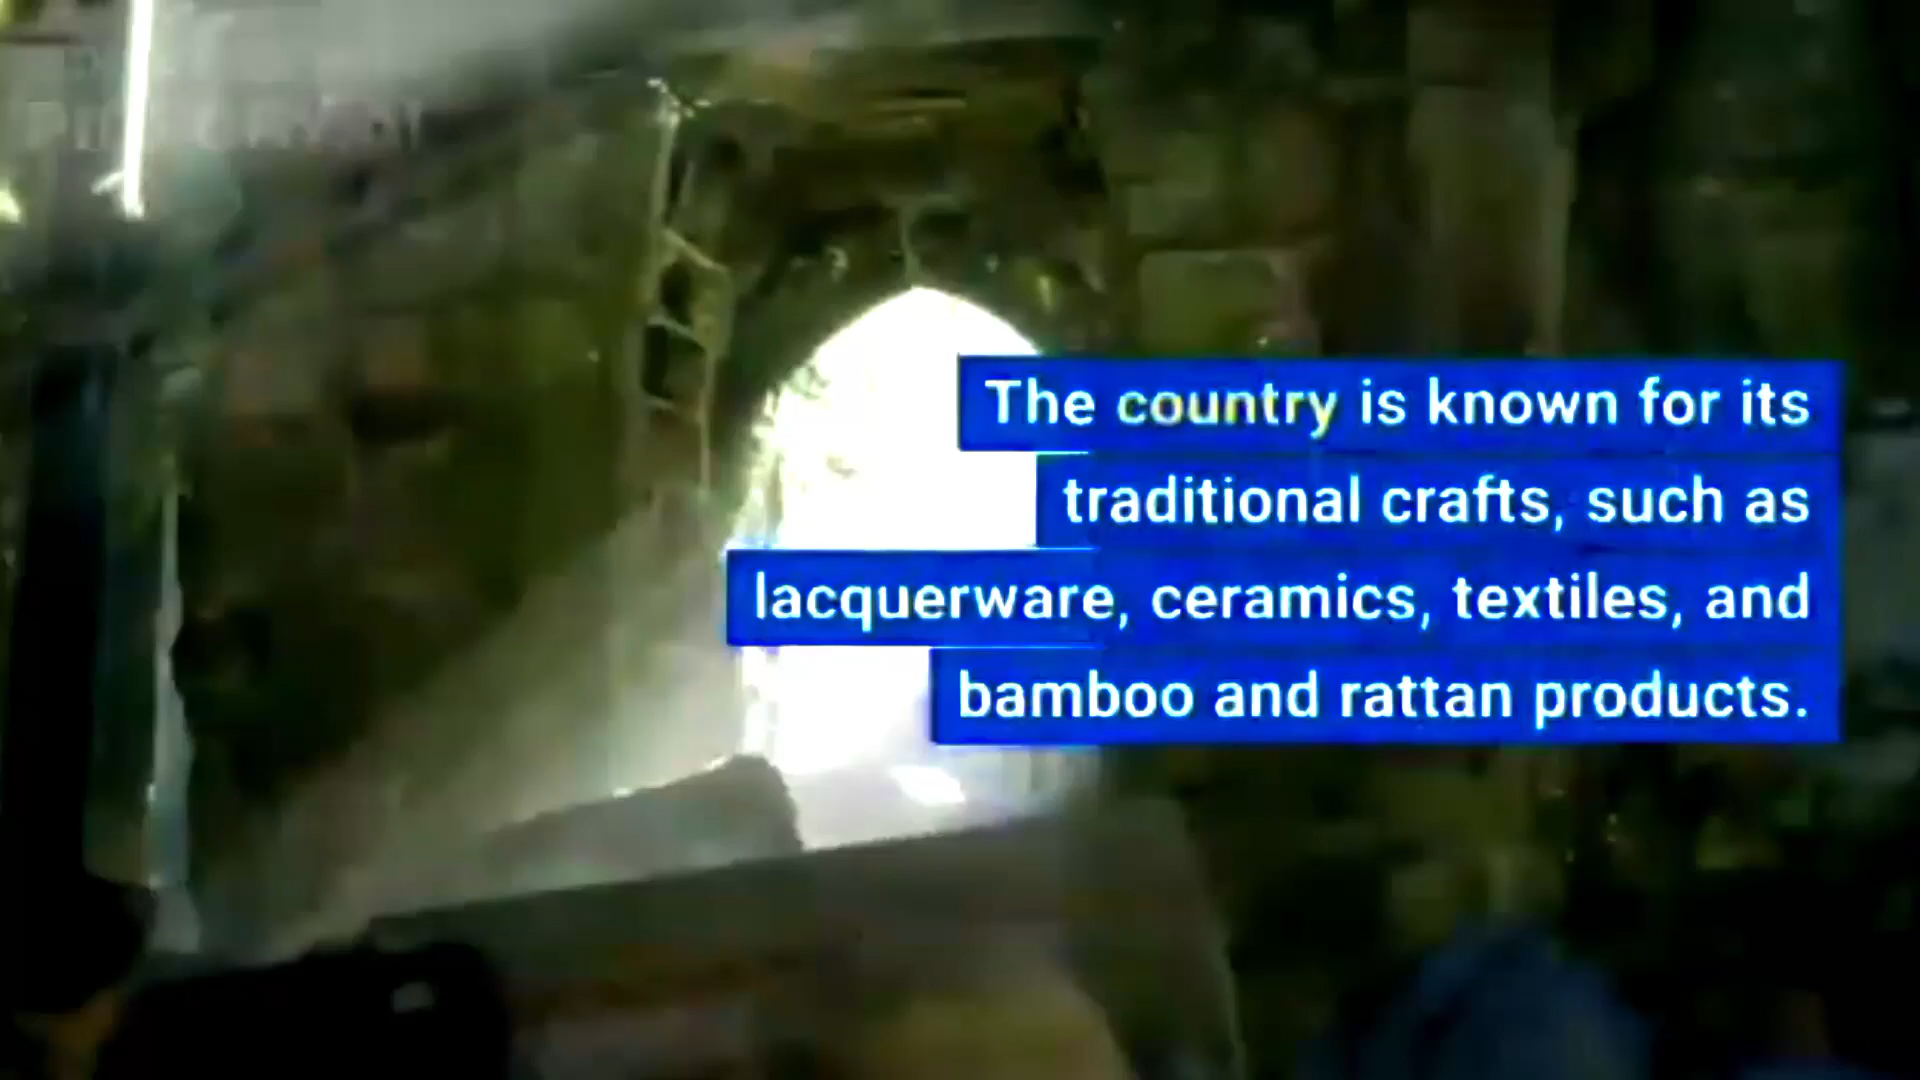 The country is known for its
traditional crafts, such as
lacquerware, ceramics, textiles, and
bamboo and rattan products.